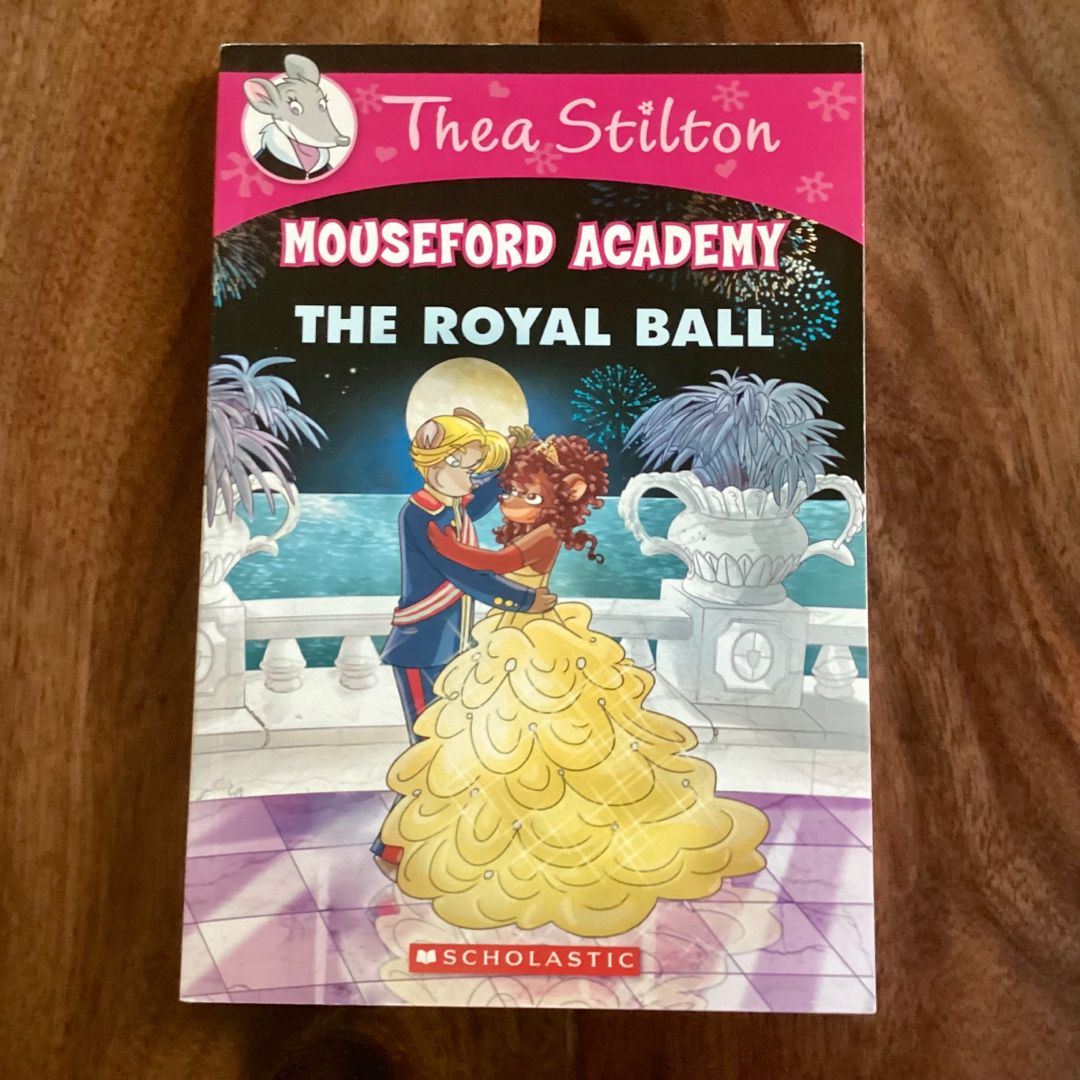 Thea Stilton
MOUSEFORD ACADEMY
THE ROYAL BALL
SCHOLASTIC